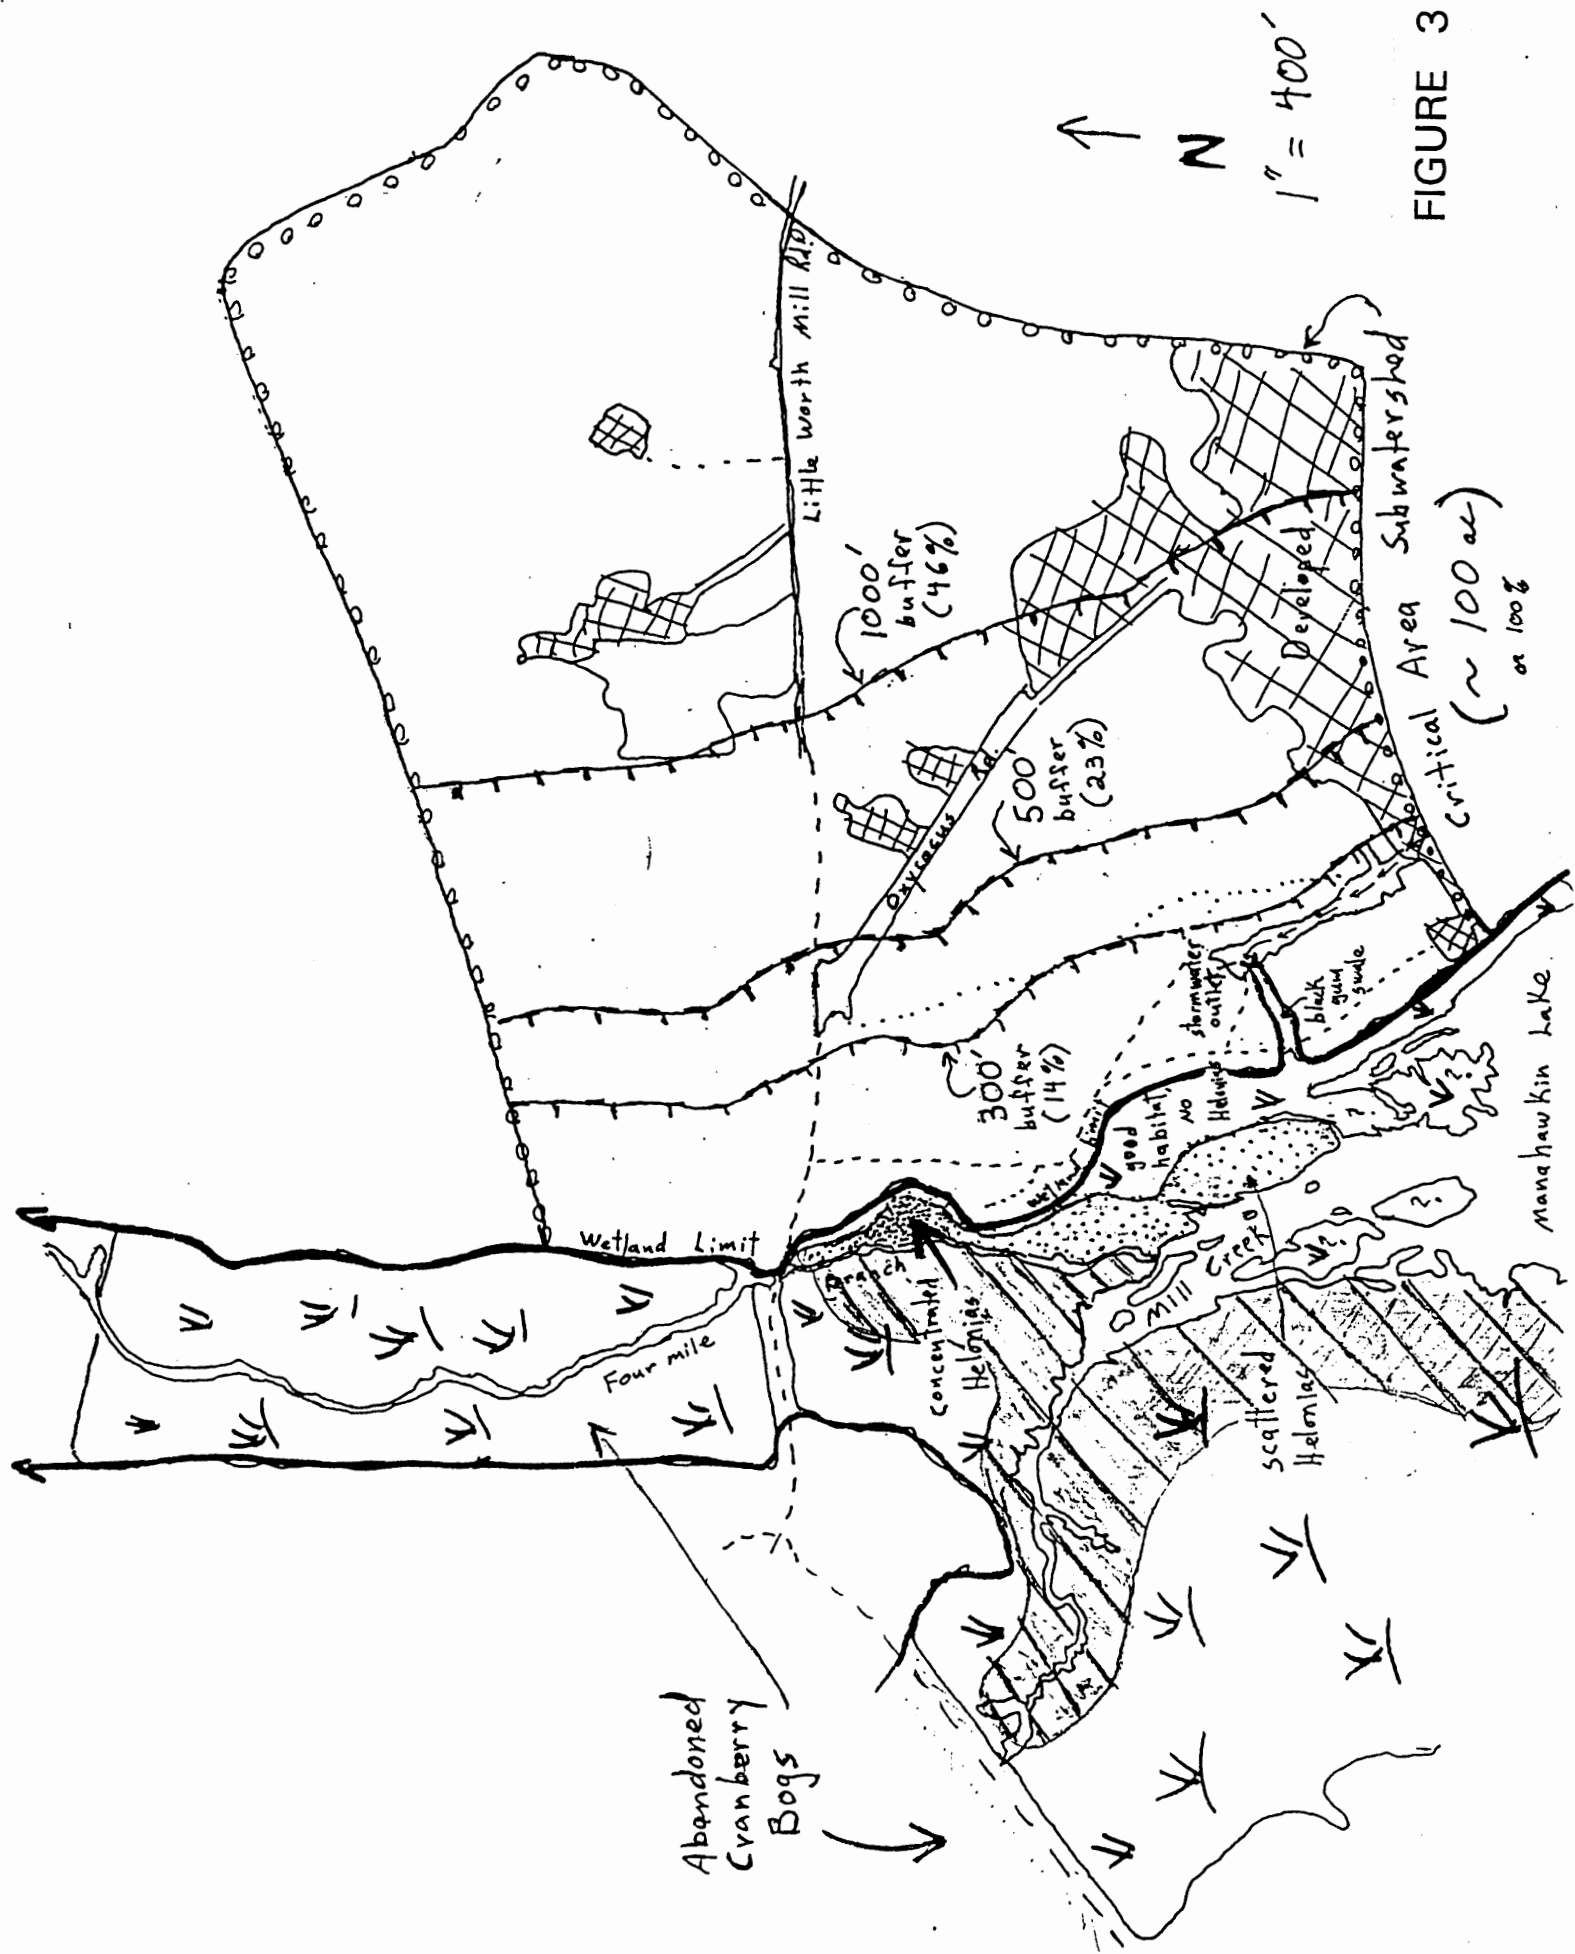 Abandoned
Cranberry
Bogs
Four mile
Branch
Wetland Limit
Wetland Limit
concentrated
Helonias
scattered
Helonias
Mill Creek
good
habitat,
NO
Helonias
stormwater
outlet
black
gum
swale
300'
buffer
(14%)
500'
buffer
(23%)
1000'
buffer
(46%)
Oxycocus Rd.
Little Worth Mill Rd.
Developed
Critical Area Subwatershed
(~ 100 ac)
or 100%
Manahawkin Lake
?
?
?
?
?
N
1" = 400'
FIGURE 3